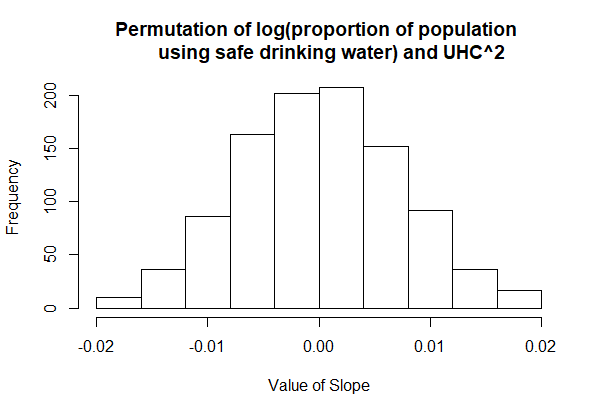 Permutation of log(proportion of population
using safe drinking water) and UHC^2
Frequency
200
150
100
50
0
-0.02 -0.01 0.00 0.01 0.02
Value of Slope